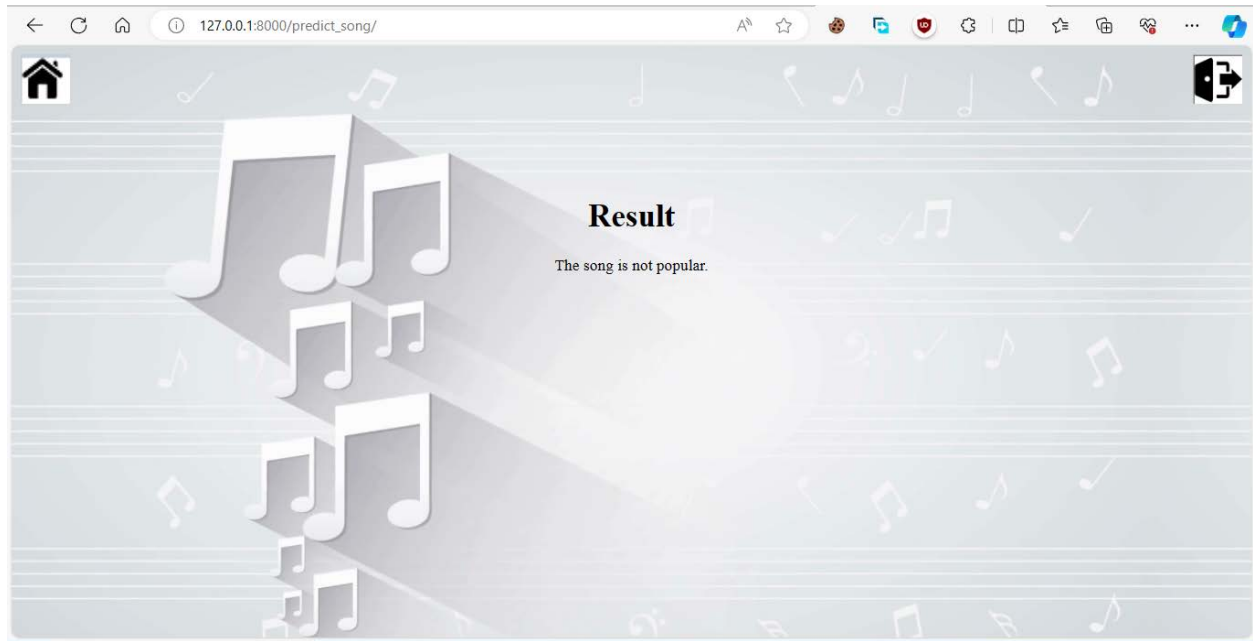 127.0.0.1:8000/predict_song/
Result
The song is not popular.